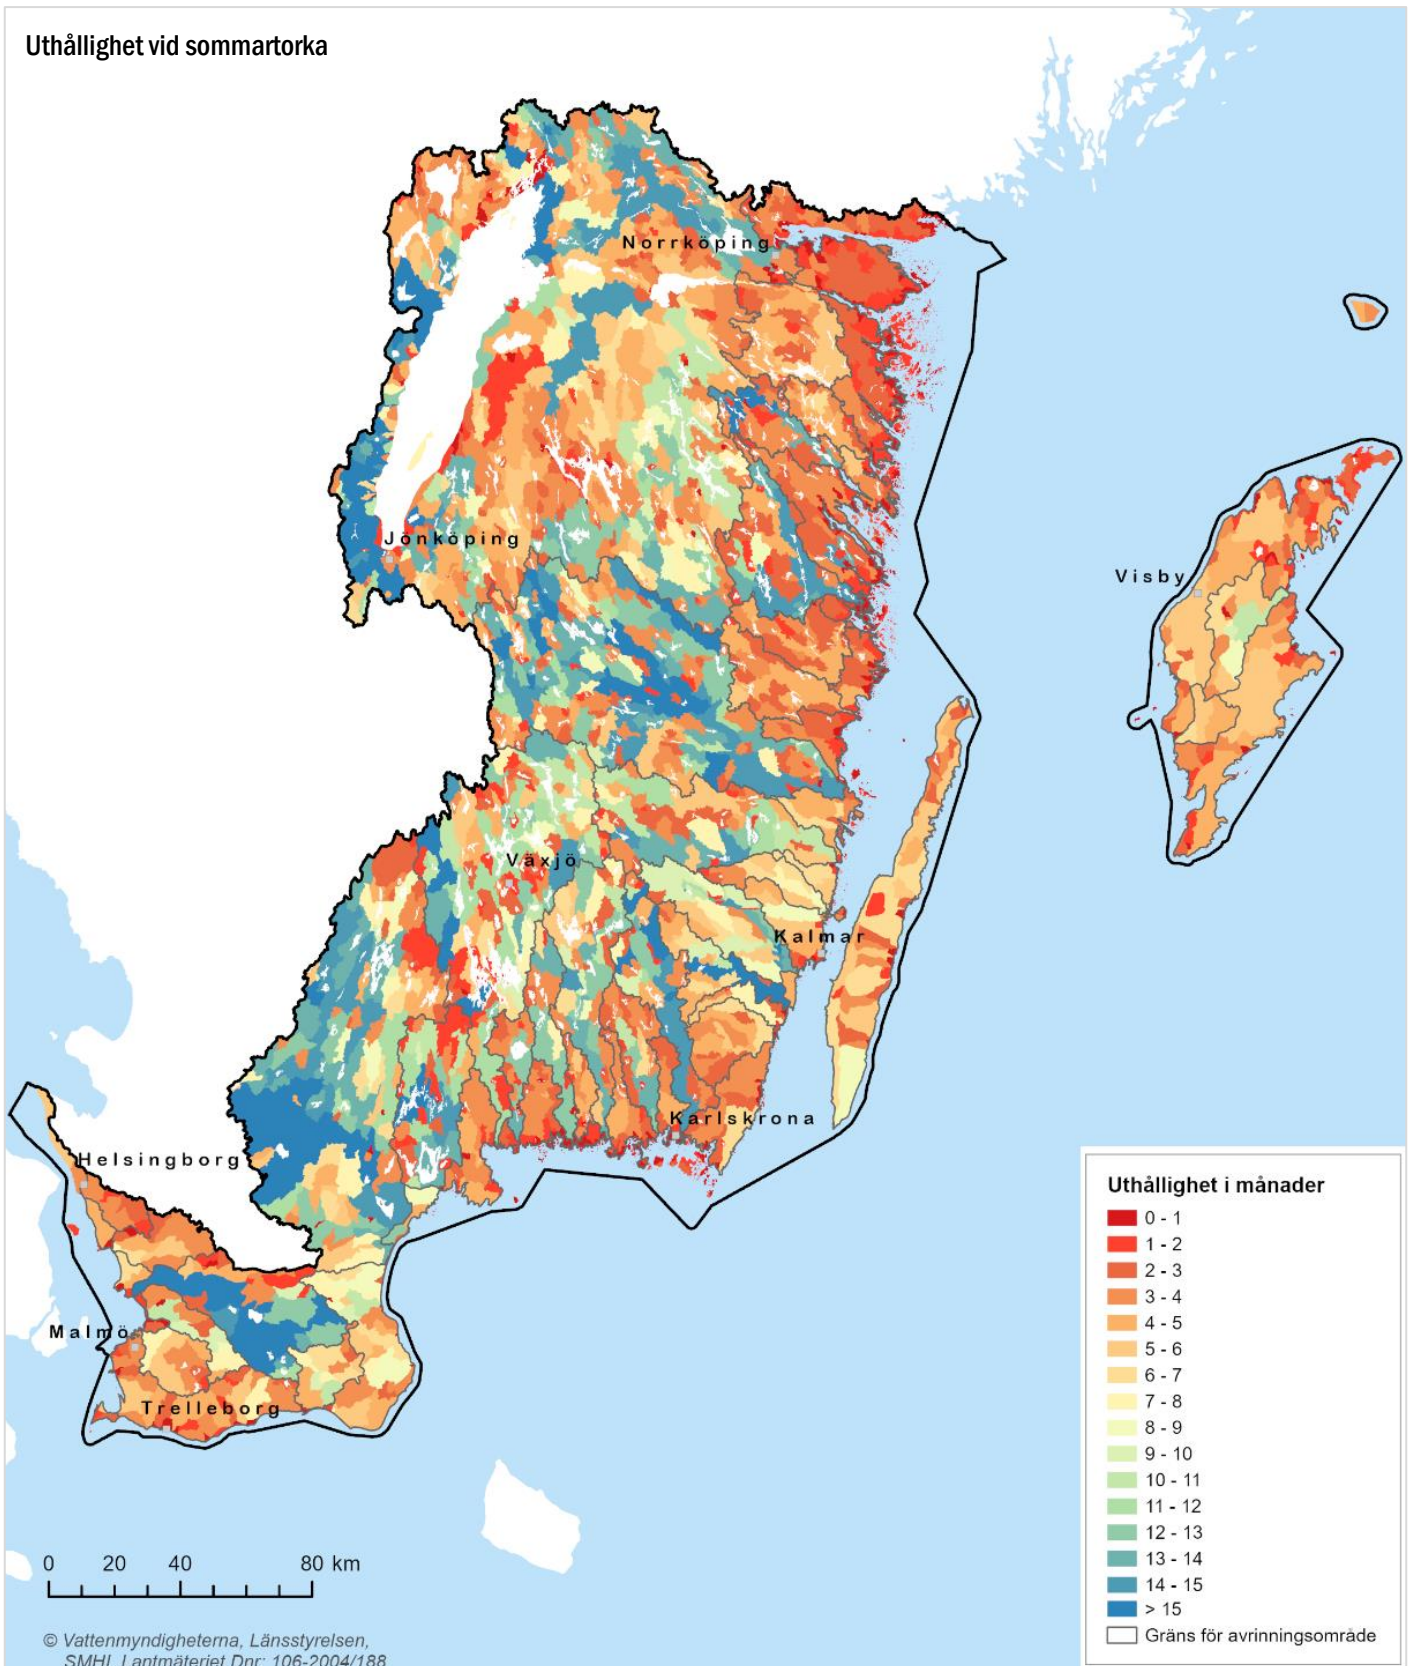 Uthållighet vid sommartorka
Norrköping
Jönköping
Visby
Växjö
Kalmar
Karlskrona
Helsingborg
Malmö
Trelleborg
Uthållighet i månader
0 - 1
1 - 2
2 - 3
3 - 4
4 - 5
5 - 6
6 - 7
7 - 8
8 - 9
9 - 10
10 - 11
11 - 12
12 - 13
13 - 14
14 - 15
> 15
Gräns för avrinningsområde
0 20 40 80 km
© Vattenmyndigheterna, Länsstyrelsen,
SMHI, Lantmäteriet Dnr: 106-2004/188